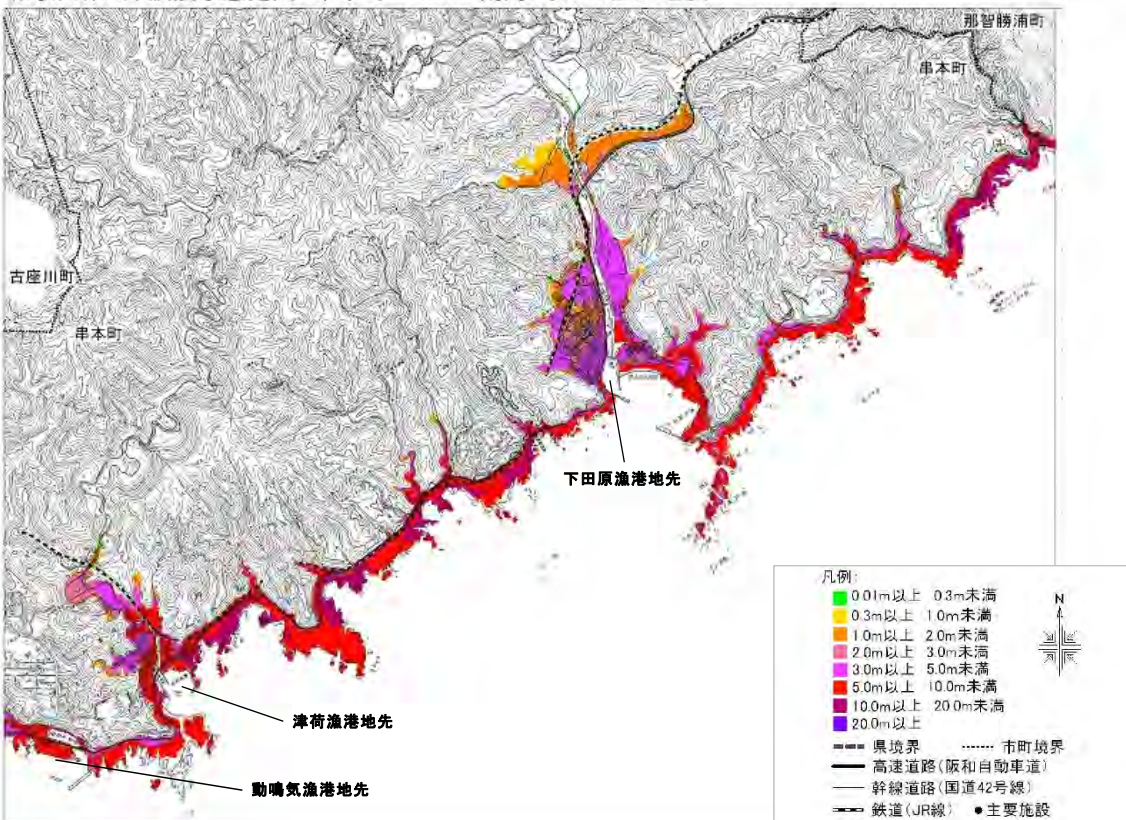 那智勝浦町
串本町
古座川町
串本町
下田原漁港地先
津荷漁港地先
動鳴気漁港地先
凡例:
0.01m以上 0.3m未満
0.3m以上 1.0m未満
1.0m以上 2.0m未満
2.0m以上 3.0m未満
3.0m以上 5.0m未満
5.0m以上 10.0m未満
10.0m以上 20.0m未満
20.0m以上
N
県境界 市町境界
高速道路(阪和自動車道)
幹線道路(国道42号線)
鉄道(JR線) ●主要施設